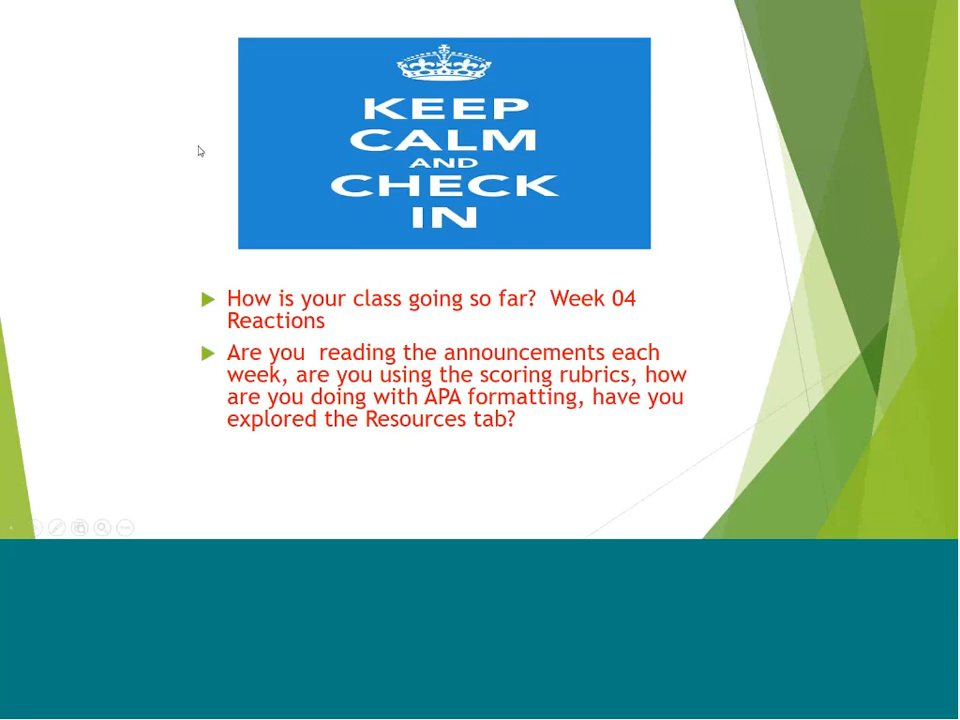 KEEP
CALM
AND
CHECK
IN
How is your class going so far?  Week 04
Reactions
Are you  reading the announcements each
week, are you using the scoring rubrics, how
are you doing with APA formatting, have you
explored the Resources tab?